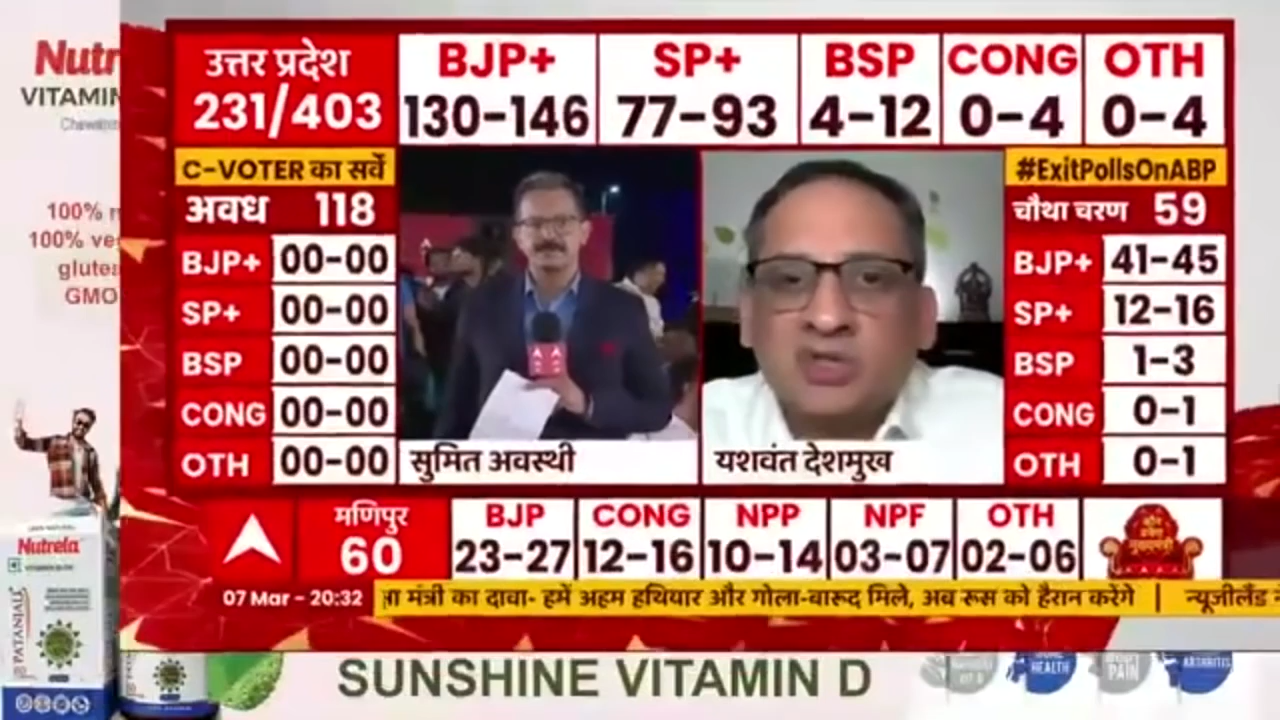 Nutr
VITAMIN
100%
100% ve
glute
GMO
उत्तर प्रदेश
231/403
BJP+ SP+ BSP CONG OTH
130-146 77-93 4-12 0-4 0-4
C-VOTER का सर्वे
अवध 118
BJP+ 00-00
SP+ 00-00
BSP 00-00
CONG 00-00
OTH 00-00
सुमित अवस्थी
यशवंत देशमुख
#ExitPollsOnABP
चौथा चरण 59
BJP+ 41-45
SP+ 12-16
BSP 1-3
CONG 0-1
OTH 0-1
मणिपुर
60
BJP CONG NPP NPF OTH
23-27 12-16 10-14 03-07 02-06
07 Mar - 20:32
मंत्री का दावा- हमें अहम हथियार और गोला-बारूद मिले, अब रूस को हैरान करेंगे | न्यूजीलैंड
Nutrela
PATANJALI
SUNSHINE VITAMIN D
HEALTH
PAIN
ARTHRITIS